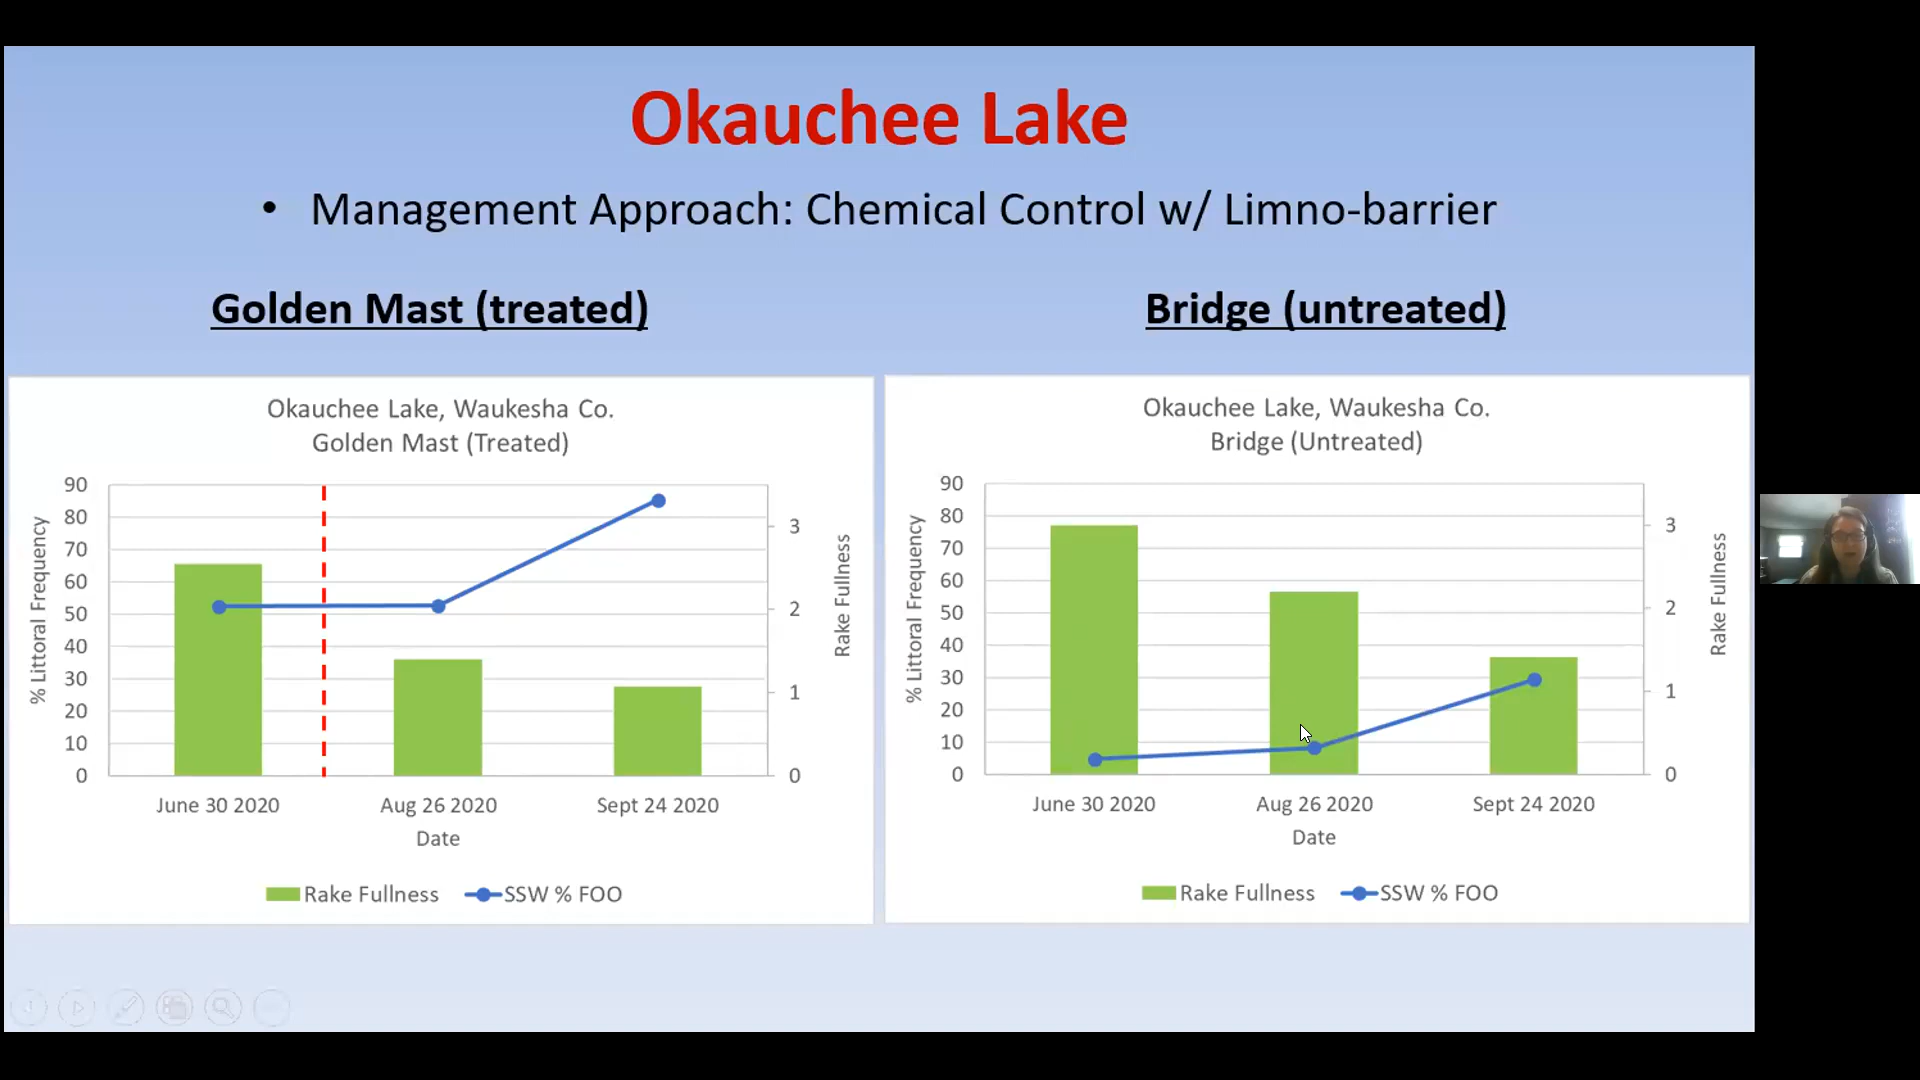 Okauchee Lake
• Management Approach: Chemical Control w/ Limno-barrier
Golden Mast (treated)
Bridge (untreated)
Okauchee Lake, Waukesha Co.
Golden Mast (Treated)
90
80
70
60
50
40
30
20
10
0
% Littoral Frequency
3
2
1
0
Rake Fullness
June 30 2020
Aug 26 2020
Sept 24 2020
Date
Rake Fullness
SSW % FOO
Okauchee Lake, Waukesha Co.
Bridge (Untreated)
90
80
70
60
50
40
30
20
10
0
% Littoral Frequency
3
2
1
0
Rake Fullness
June 30 2020
Aug 26 2020
Sept 24 2020
Date
Rake Fullness
SSW % FOO